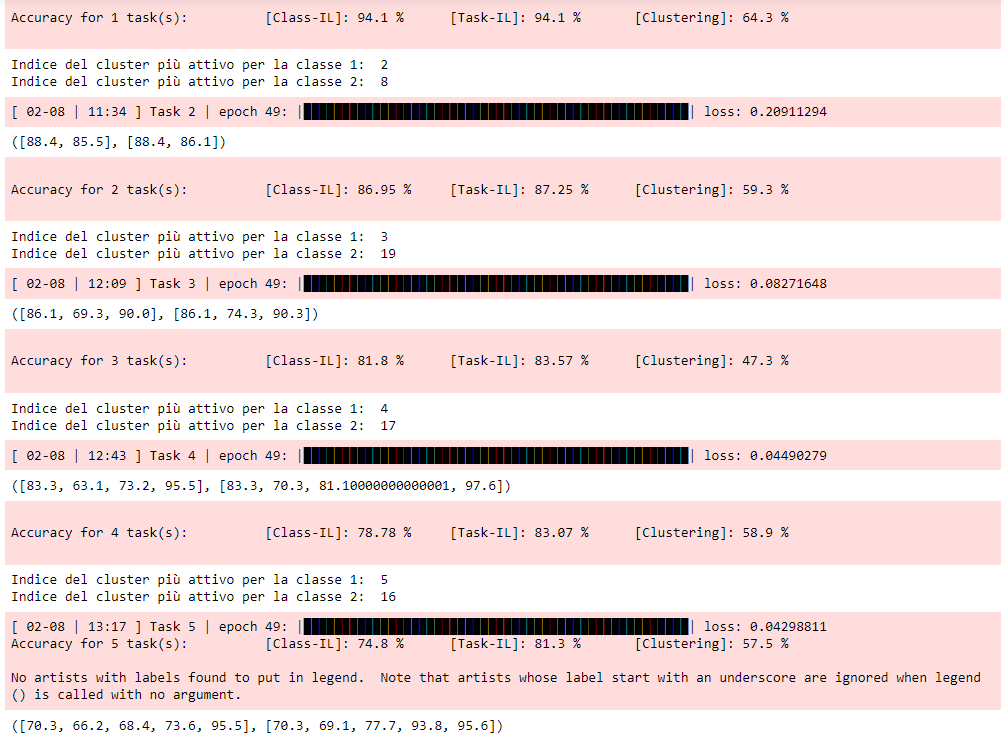 Accuracy for 1 task(s): [Class-IL]: 94.1 % [Task-IL]: 94.1 % [Clustering]: 64.3 %
Indice del cluster più attivo per la classe 1: 2
Indice del cluster più attivo per la classe 2: 8
[ 02-08 | 11:34 ] Task 2 | epoch 49: | | loss: 0.20911294
([88.4, 85.5], [88.4, 86.1])
Accuracy for 2 task(s): [Class-IL]: 86.95 % [Task-IL]: 87.25 % [Clustering]: 59.3 %
Indice del cluster più attivo per la classe 1: 3
Indice del cluster più attivo per la classe 2: 19
[ 02-08 | 12:09 ] Task 3 | epoch 49: | | loss: 0.08271648
([86.1, 69.3, 90.0], [86.1, 74.3, 90.3])
Accuracy for 3 task(s): [Class-IL]: 81.8 % [Task-IL]: 83.57 % [Clustering]: 47.3 %
Indice del cluster più attivo per la classe 1: 4
Indice del cluster più attivo per la classe 2: 17
[ 02-08 | 12:43 ] Task 4 | epoch 49: | | loss: 0.04490279
([83.3, 63.1, 73.2, 95.5], [83.3, 70.3, 81.10000000000001, 97.6])
Accuracy for 4 task(s): [Class-IL]: 78.78 % [Task-IL]: 83.07 % [Clustering]: 58.9 %
Indice del cluster più attivo per la classe 1: 5
Indice del cluster più attivo per la classe 2: 16
[ 02-08 | 13:17 ] Task 5 | epoch 49: | | loss: 0.04298811
Accuracy for 5 task(s): [Class-IL]: 74.8 % [Task-IL]: 81.3 % [Clustering]: 57.5 %
No artists with labels found to put in legend.  Note that artists whose label start with an underscore are ignored when legend
() is called with no argument.
([70.3, 66.2, 68.4, 73.6, 95.5], [70.3, 69.1, 77.7, 93.8, 95.6])